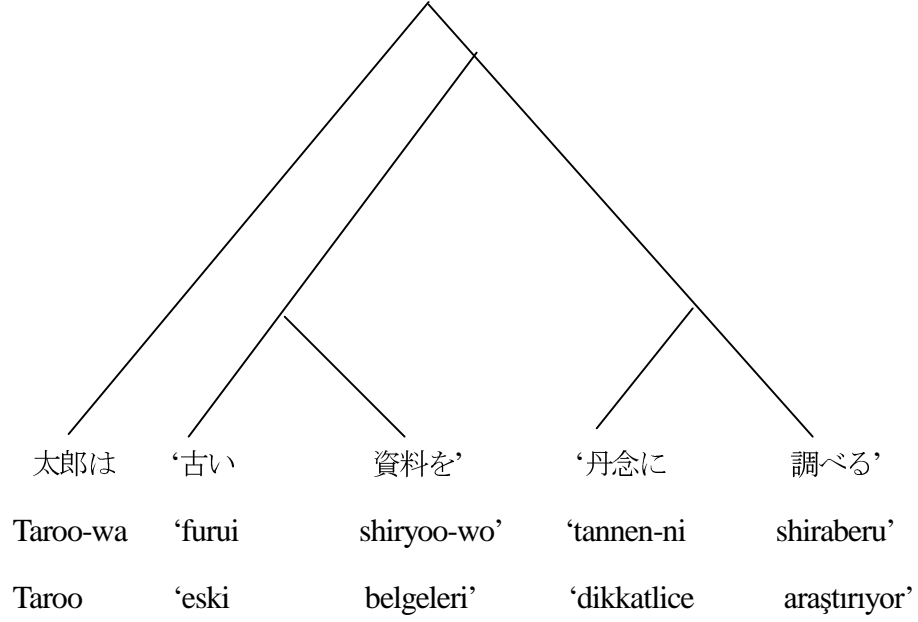 太郎は ‘古い 資料を’ ‘丹念に 調べる’
Taroo-wa ‘furui shiryoo-wo’ ‘tannen-ni shiraberu’
Taroo ‘eski belgeleri’ ‘dikkatlice araştırıyor’